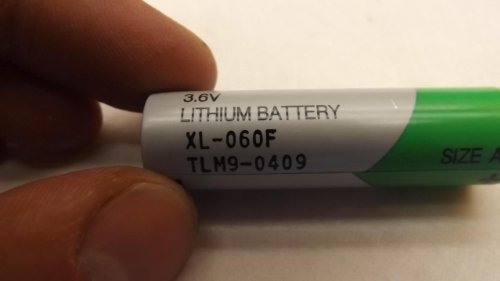 3.6V
LITHIUM BATTERY
XL-060F
TLM9-0409
SIZE A